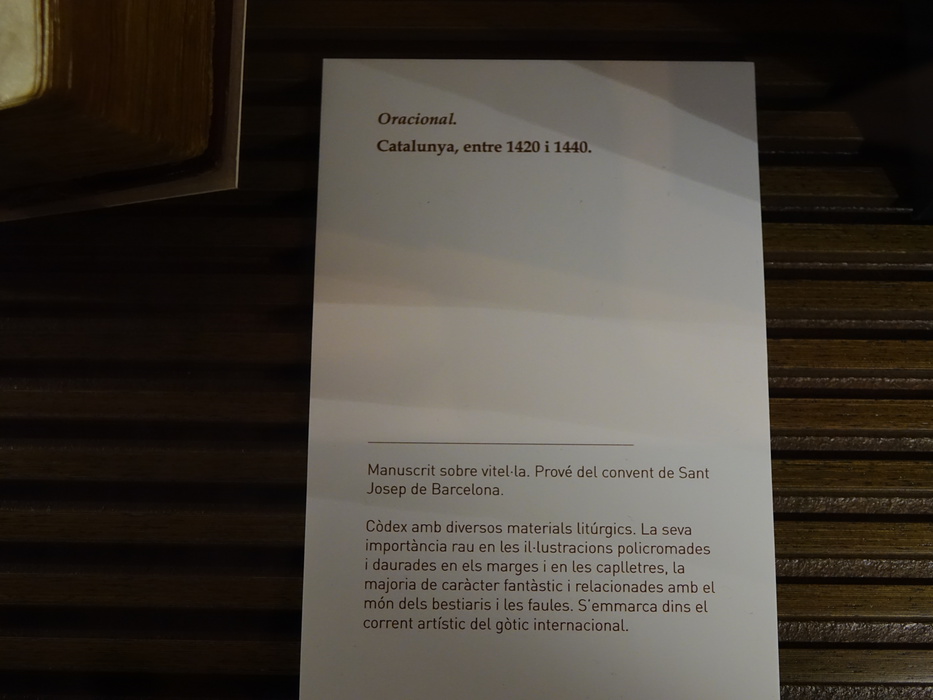 Oracional.
Catalunya, entre 1420 i 1440.
Manuscrit sobre vitel·la. Prové del convent de Sant
Josep de Barcelona.
Còdex amb diversos materials litúrgics. La seva
importància rau en les il·lustracions policromades
i daurades en els marges i en les caplletres, la
majoria de caràcter fantàstic i relacionades amb el
món dels bestiaris i les faules. S'emmarca dins el
corrent artístic del gòtic internacional.